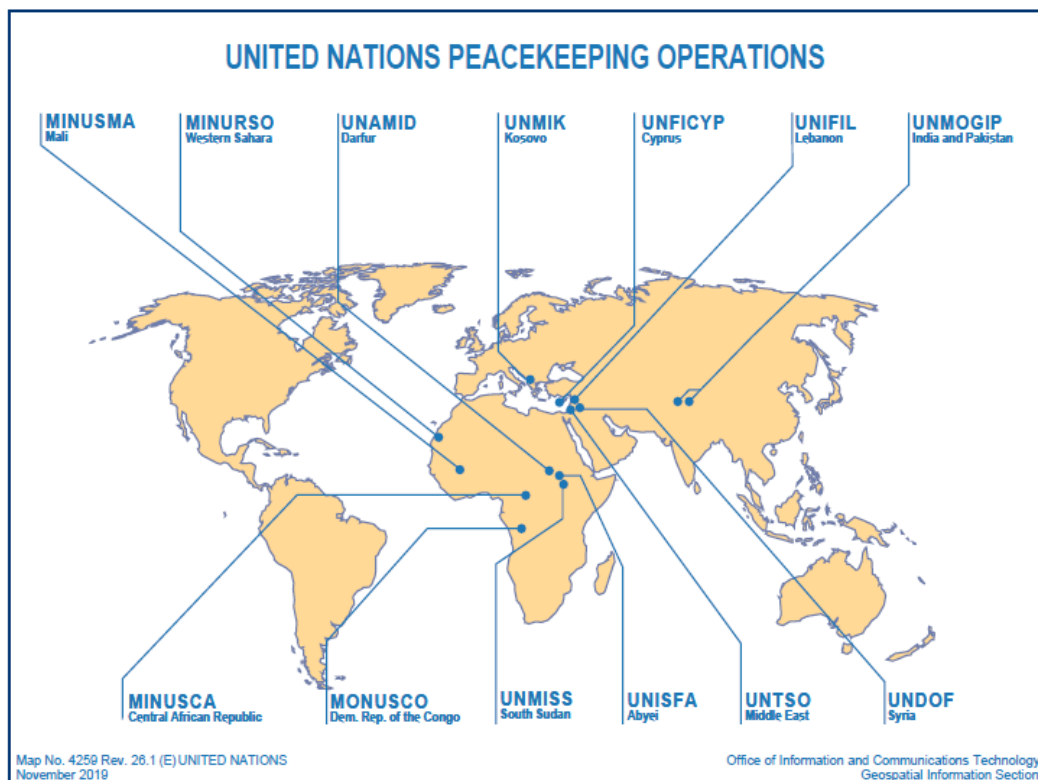 UNITED NATIONS PEACEKEEPING OPERATIONS
MINUSMA
Mali
MINURSO
Western Sahara
UNAMID
Darfur
UNMIK
Kosovo
UNFICYP
Cyprus
UNIFIL
Lebanon
UNMOGIP
India and Pakistan
MINUSCA
Central African Republic
MONUSCO
Dem. Rep. of the Congo
UNMISS
South Sudan
UNISFA
Abyei
UNTSO
Middle East
UNDOF
Syria
Map No. 4259 Rev. 26.1 (E) UNITED NATIONS
November 2019
Office of Information and Communications Technology
Geospatial Information Section